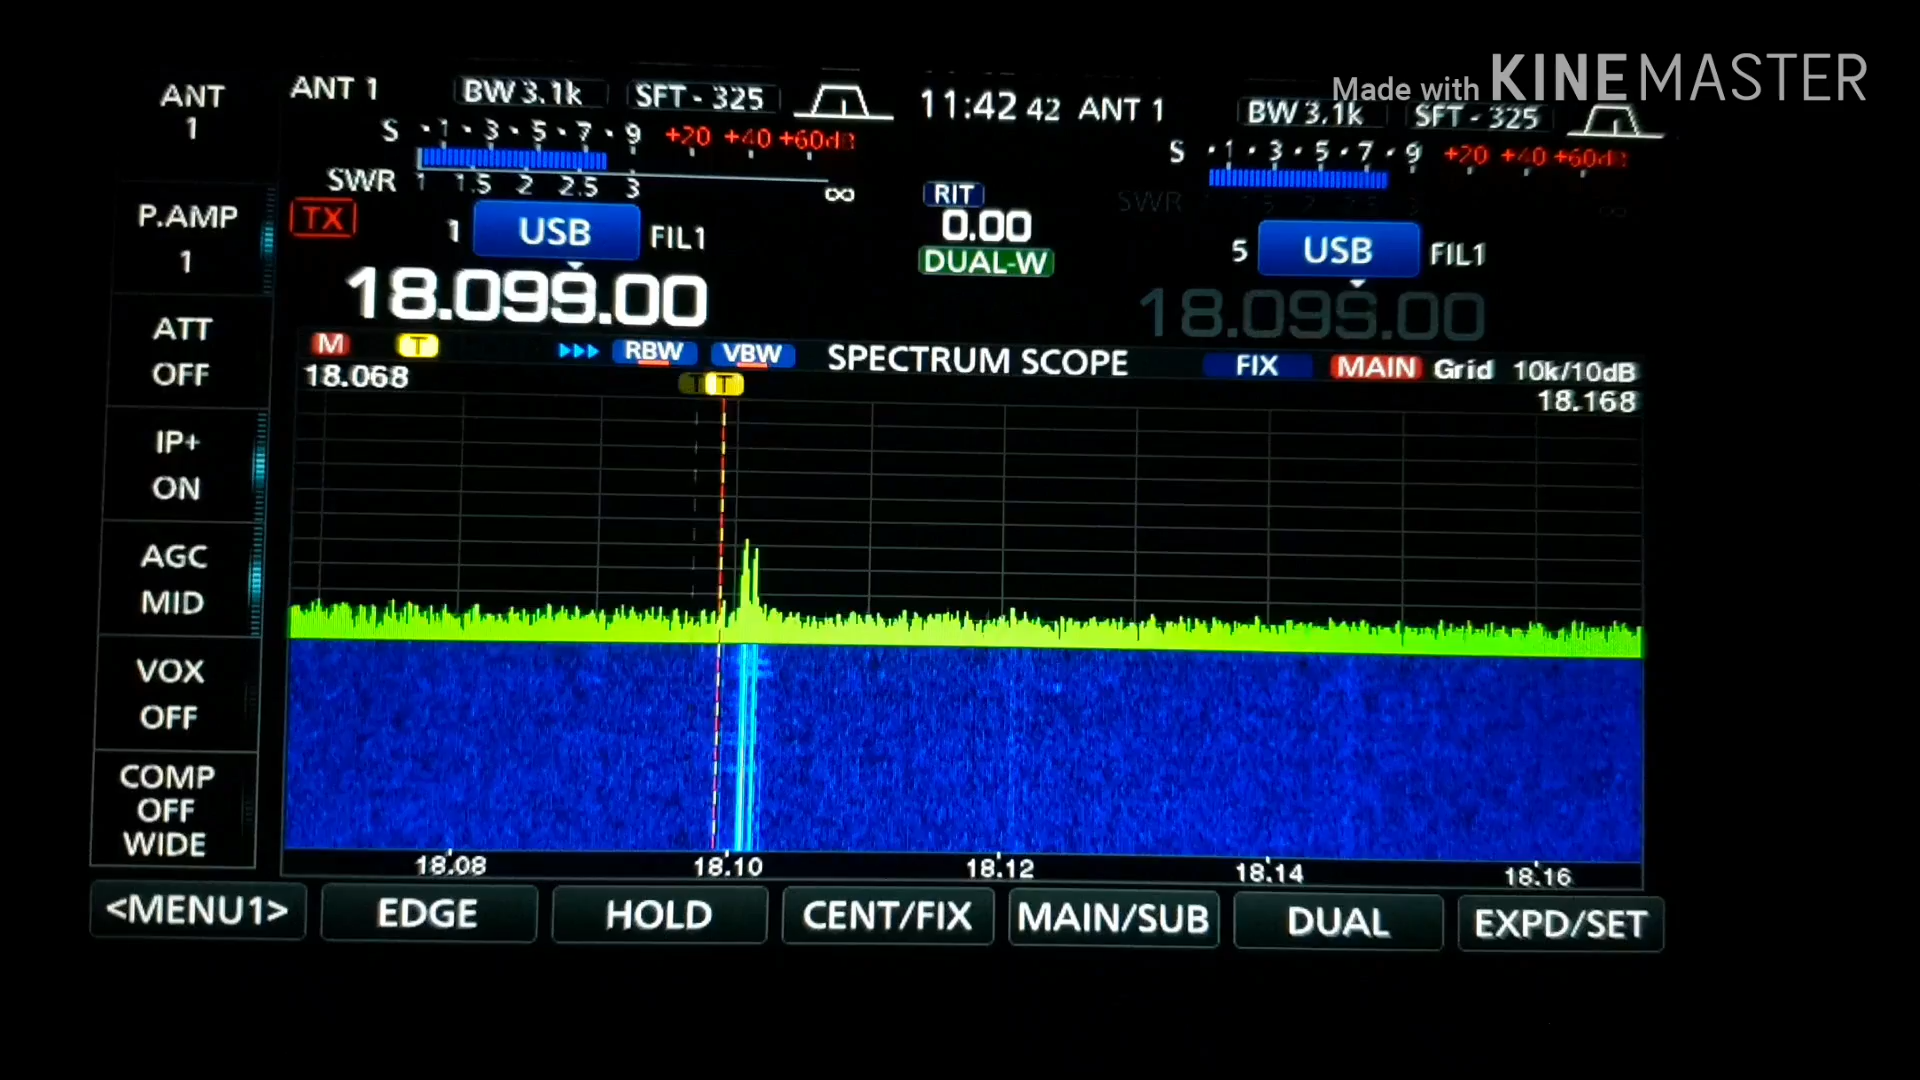 Made with KINEMASTER
ANT 1
P.AMP 1
ATT OFF
IP+ ON
AGC MID
VOX OFF
COMP OFF WIDE
ANT 1 BW 3.1k SFT - 325 11:42 42 ANT 1 BW 3.1k SFT - 325
S ·1·3·5·7·9 +20 +40 +60dB
SWR 1 1.5 2 2.5 3 ∞
S ·1·3·5·7·9 +20 +40 +60dB
SWR
TX 1 USB FIL1
RIT
0.00
DUAL-W
5 USB FIL1
18.099.00
18.099.00
M T RBW VBW SPECTRUM SCOPE FIX MAIN Grid 10k/10dB
18.068 T T 18.168
18.08 18.10 18.12 18.14 18.16
<MENU1> EDGE HOLD CENT/FIX MAIN/SUB DUAL EXPD/SET